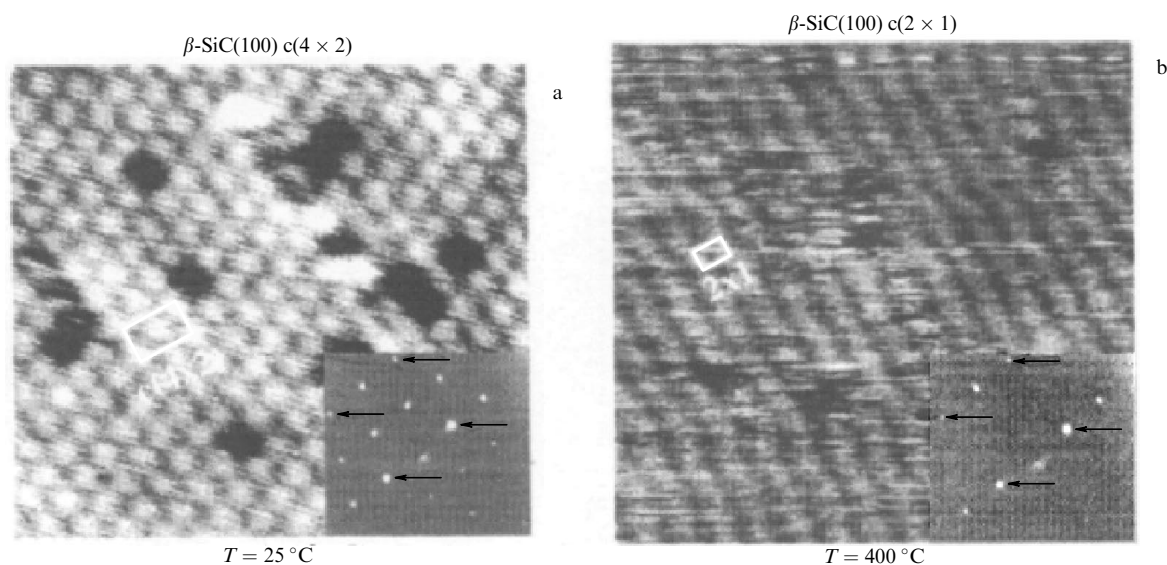 β-SiC(100) c(4 × 2)
a
T = 25 °C
β-SiC(100) c(2 × 1)
b
2×1
T = 400 °C